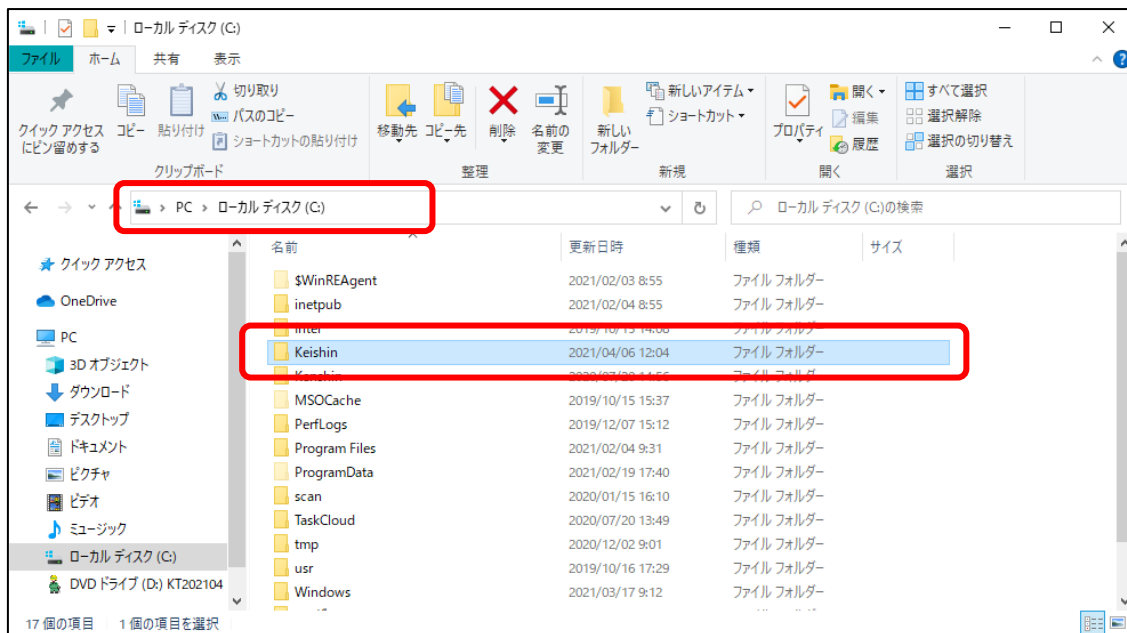 ローカル ディスク (C:)
ファイル ホーム 共有 表示
クイック アクセスにピン留めする
コピー
貼り付け
切り取り
パスのコピー
ショートカットの貼り付け
クリップボード
移動先
コピー先
削除
名前の変更
整理
新しいフォルダー
新しいアイテム
ショートカット
新規
プロパティ
開く
編集
履歴
開く
すべて選択
選択解除
選択の切り替え
選択
PC > ローカル ディスク (C:)
ローカル ディスク (C:)の検索
クイック アクセス
OneDrive
PC
3D オブジェクト
ダウンロード
デスクトップ
ドキュメント
ピクチャ
ビデオ
ミュージック
ローカル ディスク (C:)
DVD ドライブ (D:) KT202104
名前 更新日時 種類 サイズ
$WinREAgent 2021/02/03 8:55 ファイル フォルダー
inetpub 2021/02/04 8:55 ファイル フォルダー
Keishin 2021/04/06 12:04 ファイル フォルダー
MSOCache 2019/10/15 15:37 ファイル フォルダー
PerfLogs 2019/12/07 15:12 ファイル フォルダー
Program Files 2021/02/04 9:31 ファイル フォルダー
ProgramData 2021/02/19 17:40 ファイル フォルダー
scan 2020/01/15 16:10 ファイル フォルダー
TaskCloud 2020/07/20 13:49 ファイル フォルダー
tmp 2020/12/02 9:01 ファイル フォルダー
usr 2019/10/16 17:29 ファイル フォルダー
Windows 2021/03/17 9:12 ファイル フォルダー
17 個の項目 1 個の項目を選択